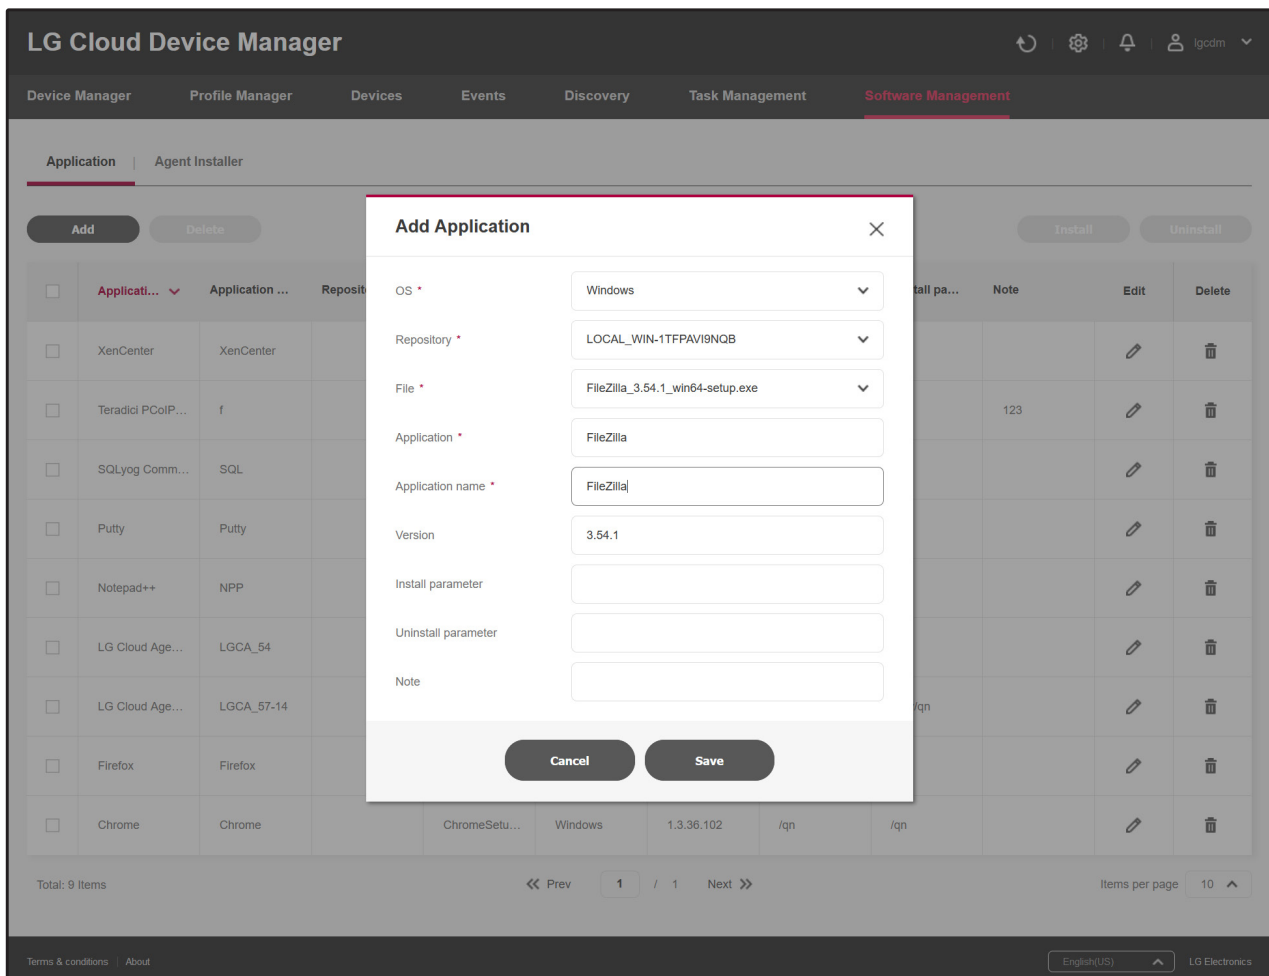 LG Cloud Device Manager
lgcdm
Device Manager Profile Manager Devices Events Discovery Task Management Software Management
Application | Agent Installer
Add Delete Install Uninstall
Applicati... Application ... Reposit tall pa... Note Edit Delete
XenCenter XenCenter
Teradici PCoIP... f 123
SQLyog Comm... SQL
Putty Putty
Notepad++ NPP
LG Cloud Age... LGCA_54
LG Cloud Age... LGCA_57-14 /qn
Firefox Firefox
Chrome Chrome ChromeSetu... Windows 1.3.36.102 /qn /qn
Add Application
OS * Windows
Repository * LOCAL_WIN-1TFPAVI9NQB
File * FileZilla_3.54.1_win64-setup.exe
Application * FileZilla
Application name * FileZilla
Version 3.54.1
Install parameter
Uninstall parameter
Note
Cancel Save
Total: 9 Items Prev 1 / 1 Next Items per page 10
Terms & conditions | About English(US) LG Electronics